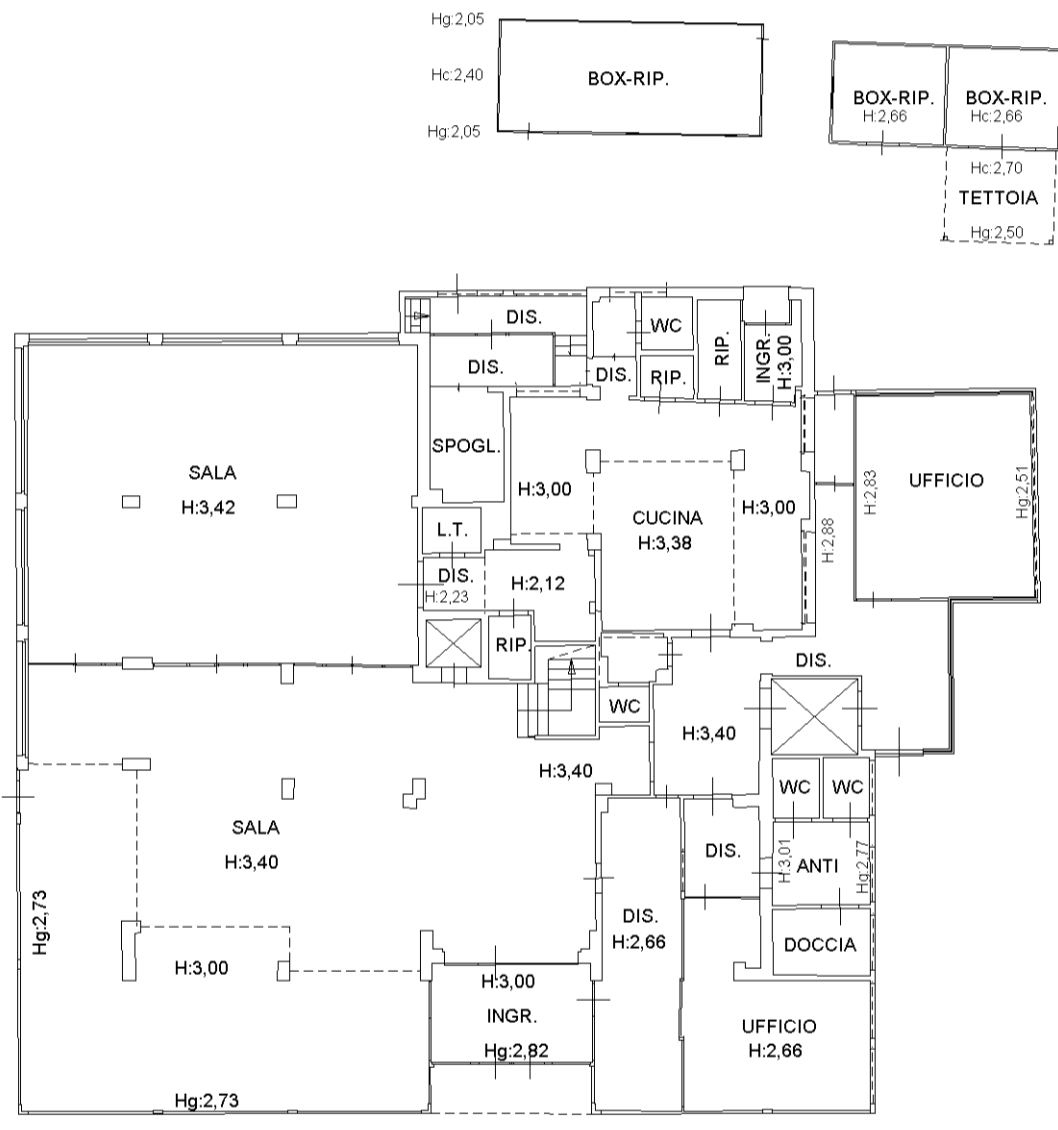 Hg:2,05
Hc:2,40
Hg:2,05
BOX-RIP.
BOX-RIP.
H:2,66
BOX-RIP.
Hc:2,66
Hc:2,70
TETTOIA
Hg:2,50
DIS.
DIS.
WC
RIP.
DIS.
RIP.
INGR.
H:3,00
SALA
H:3,42
SPOGL.
L.T.
DIS.
H:2,23
H:2,12
RIP.
H:3,00
CUCINA
H:3,38
H:3,00
H:2,88
H:2,83
UFFICIO
Hg:2,51
DIS.
WC
H:3,40
H:3,40
SALA
H:3,40
Hg:2,73
H:3,00
Hg:2,73
H:3,00
INGR.
Hg:2,82
DIS.
H:2,66
DIS.
WC
WC
H:3,01
ANTI
Hg:2,77
DOCCIA
UFFICIO
H:2,66